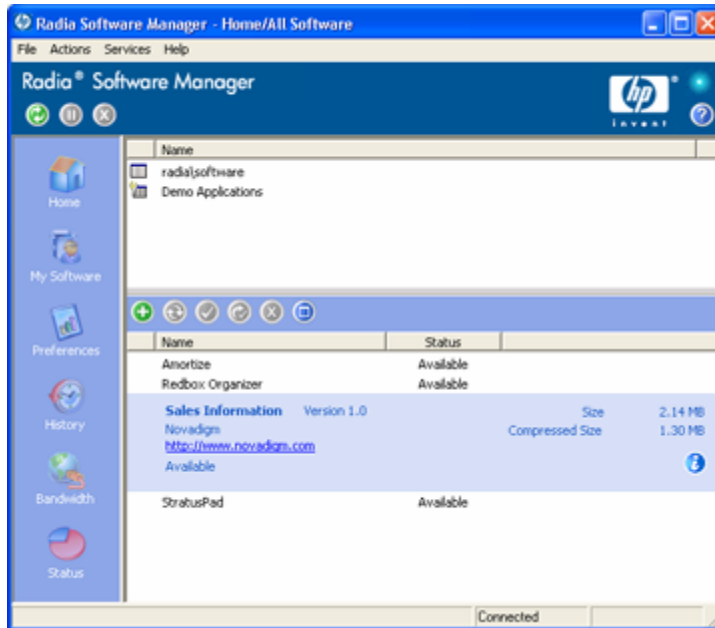 Radia Software Manager - Home/All Software
File Actions Services Help
Radia® Software Manager
hp
invent
Home
My Software
Preferences
History
Bandwidth
Status
Name
radia\software
Demo Applications
Name Status
Amortize Available
Redbox Organizer Available
Sales Information Version 1.0 Size 2.14 MB
Novadigm Compressed Size 1.30 MB
http://www.novadigm.com
Available
StratusPad Available
Connected